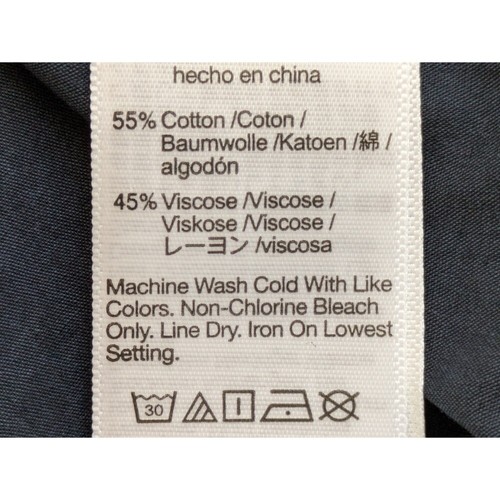 hecho en china
55% Cotton /Coton /
Baumwolle /Katoen /綿 /
algodón
45% Viscose /Viscose /
Viskose /Viscose /
レーヨン /viscosa
Machine Wash Cold With Like
Colors. Non-Chlorine Bleach
Only. Line Dry. Iron On Lowest
Setting.
30